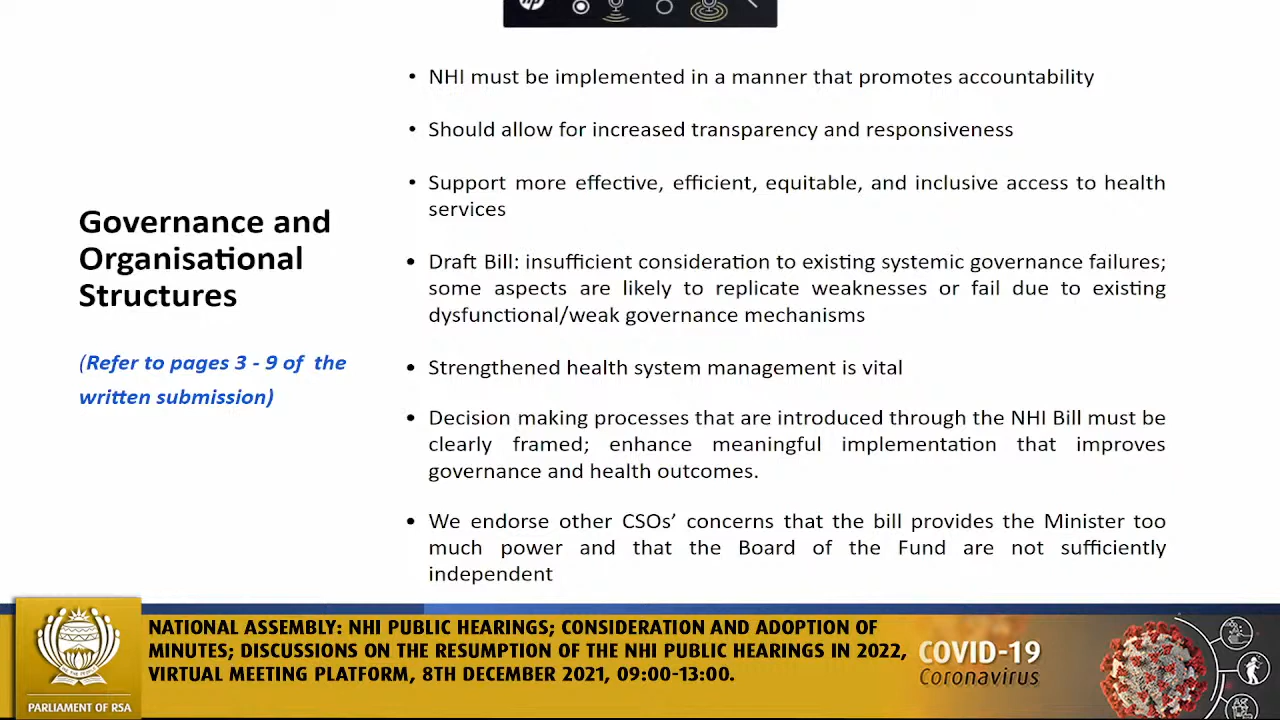 hp
• NHI must be implemented in a manner that promotes accountability
• Should allow for increased transparency and responsiveness
• Support more effective, efficient, equitable, and inclusive access to health
services
Governance and
Organisational
Structures
(Refer to pages 3 - 9 of the
written submission)
• Draft Bill: insufficient consideration to existing systemic governance failures;
some aspects are likely to replicate weaknesses or fail due to existing
dysfunctional/weak governance mechanisms
• Strengthened health system management is vital
• Decision making processes that are introduced through the NHI Bill must be
clearly framed; enhance meaningful implementation that improves
governance and health outcomes.
• We endorse other CSOs’ concerns that the bill provides the Minister too
much power and that the Board of the Fund are not sufficiently
independent
NATIONAL ASSEMBLY: NHI PUBLIC HEARINGS; CONSIDERATION AND ADOPTION OF
MINUTES; DISCUSSIONS ON THE RESUMPTION OF THE NHI PUBLIC HEARINGS IN 2022,
VIRTUAL MEETING PLATFORM, 8TH DECEMBER 2021, 09:00-13:00.
PARLIAMENT OF RSA
COVID-19
Coronavirus